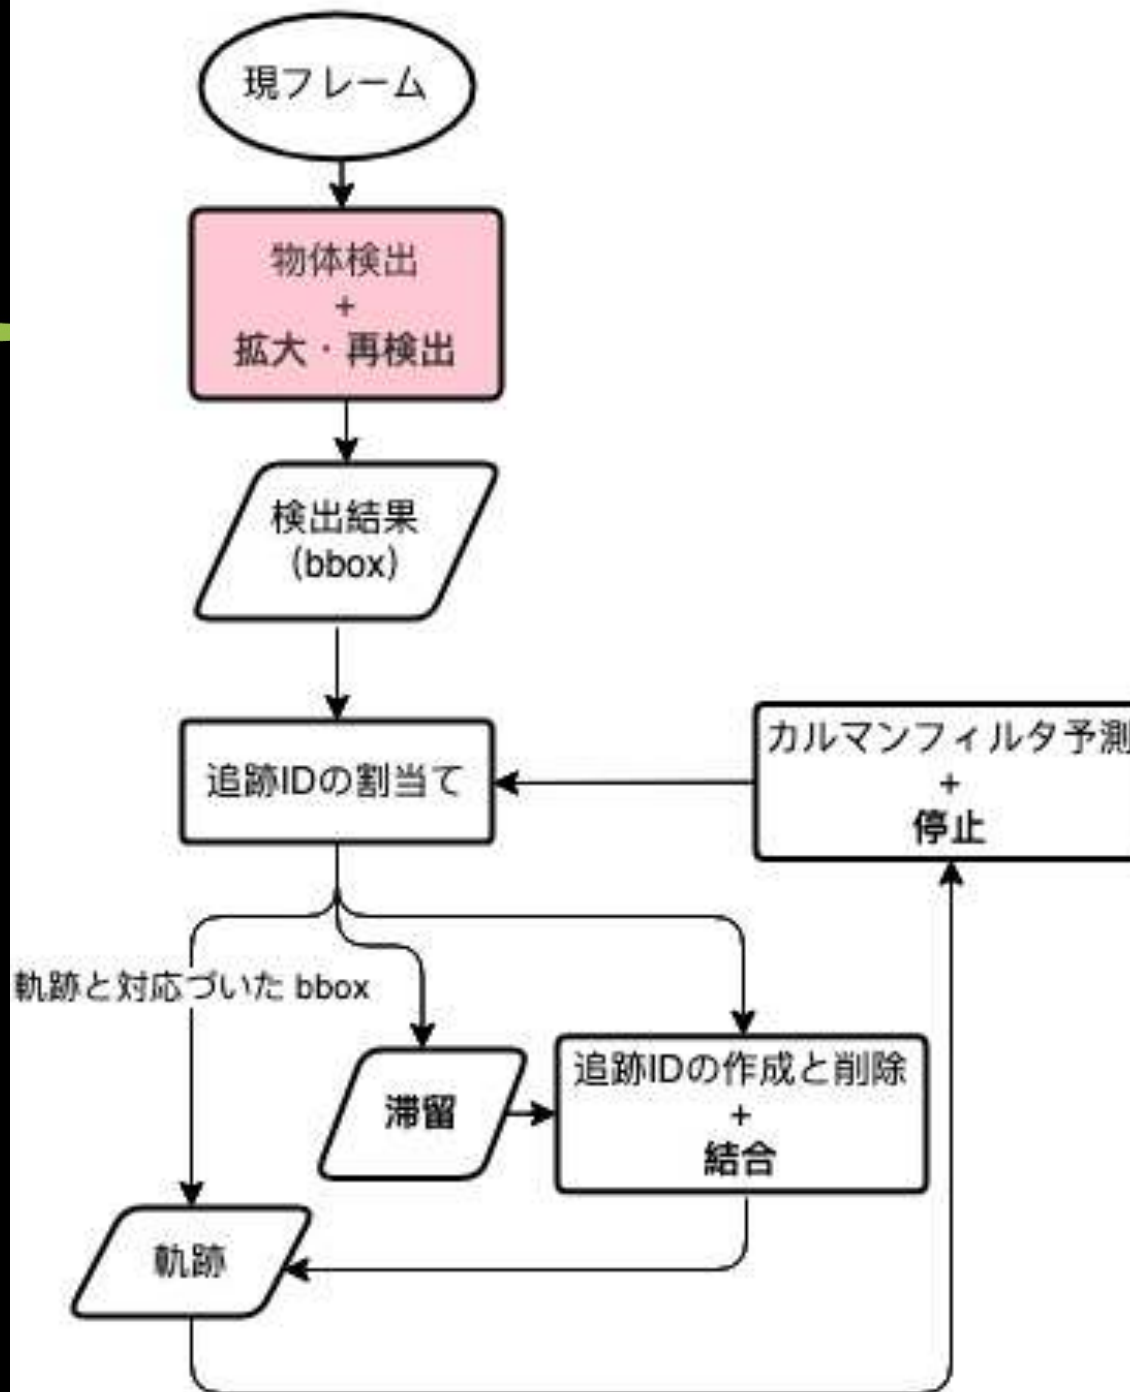 現フレーム
物体検出
+
拡大・再検出
検出結果
(bbox)
追跡IDの割当て
カルマンフィルタ予測
+
停止
軌跡と対応づいた bbox
滞留
追跡IDの作成と削除
+
結合
軌跡